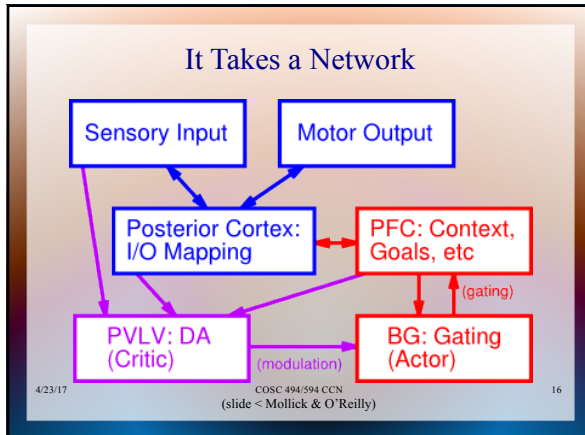 It Takes a Network
Sensory Input
Motor Output
Posterior Cortex:
I/O Mapping
PFC: Context,
Goals, etc
(gating)
PVLV: DA
(Critic)
(modulation)
BG: Gating
(Actor)
4/23/17
COSC 494/594 CCN
16
(slide < Mollick & O’Reilly)